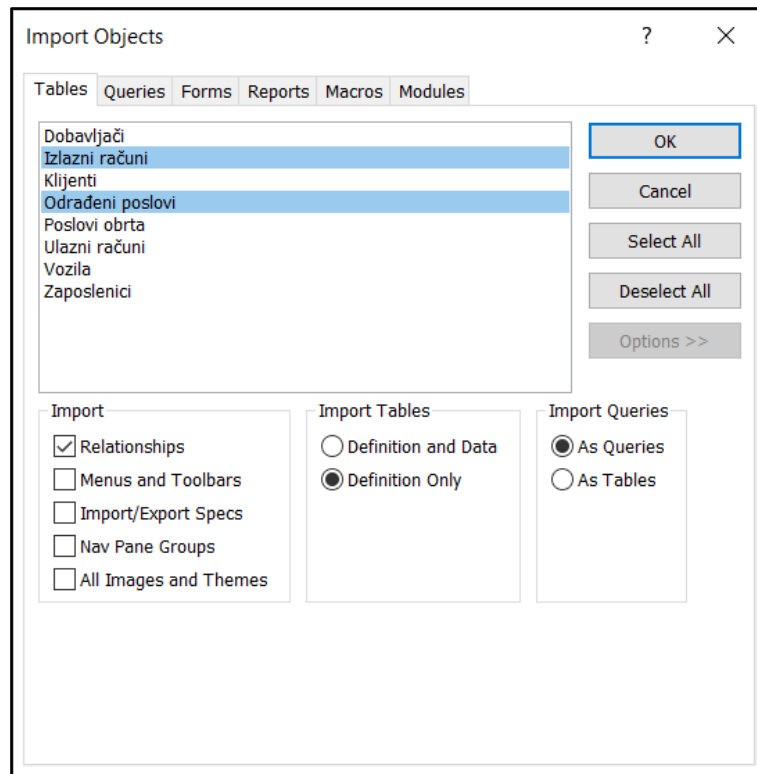 Import Objects ? ×
Tables Queries Forms Reports Macros Modules
Dobavljači
Izlazni računi
Klijenti
Odrađeni poslovi
Poslovi obrta
Ulazni računi
Vozila
Zaposlenici
OK
Cancel
Select All
Deselect All
Options >>
Import
Relationships
Menus and Toolbars
Import/Export Specs
Nav Pane Groups
All Images and Themes
Import Tables
Definition and Data
Definition Only
Import Queries
As Queries
As Tables